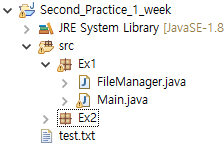 Second_Practice_1_week
JRE System Library [JavaSE-1.8
src
Ex1
FileManager.java
Main.java
Ex2
test.txt